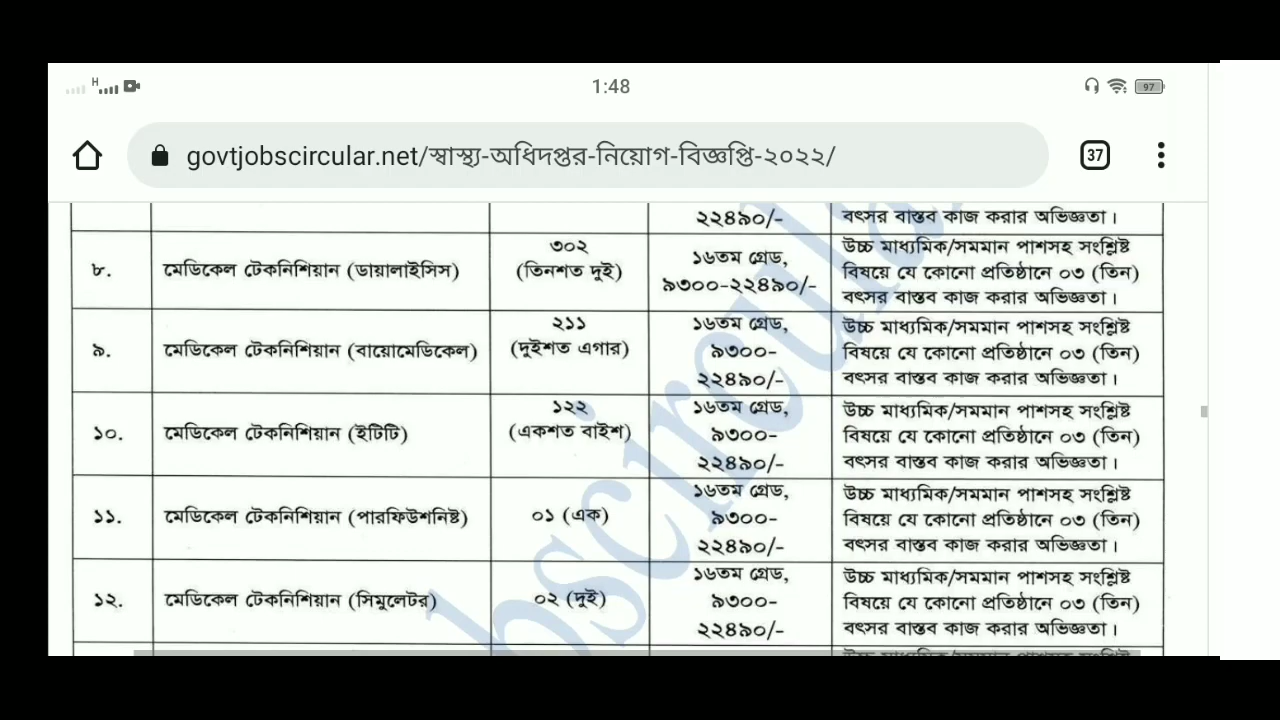 H
1:48
97
govtjobscircular.net/স্বাস্থ্য-অধিদপ্তর-নিয়োগ-বিজ্ঞপ্তি-২০২২/
37
২২৪৯০/-
বৎসর বাস্তব কাজ করার অভিজ্ঞতা।
৮.
মেডিকেল টেকনিশিয়ান (ডায়ালাইসিস)
৩০২
(তিনশত দুই)
১৬তম গ্রেড,
৯৩০০-২২৪৯০/-
উচ্চ মাধ্যমিক/সমমান পাশসহ সংশ্লিষ্ট
বিষয়ে যে কোনো প্রতিষ্ঠানে ০৩ (তিন)
বৎসর বাস্তব কাজ করার অভিজ্ঞতা।
৯.
মেডিকেল টেকনিশিয়ান (বায়োমেডিকেল)
২১১
(দুইশত এগার)
১৬তম গ্রেড,
৯৩০০-
২২৪৯০/-
উচ্চ মাধ্যমিক/সমমান পাশসহ সংশ্লিষ্ট
বিষয়ে যে কোনো প্রতিষ্ঠানে ০৩ (তিন)
বৎসর বাস্তব কাজ করার অভিজ্ঞতা।
১০.
মেডিকেল টেকনিশিয়ান (ইটিটি)
১২২
(একশত বাইশ)
১৬তম গ্রেড,
৯৩০০-
২২৪৯০/-
উচ্চ মাধ্যমিক/সমমান পাশসহ সংশ্লিষ্ট
বিষয়ে যে কোনো প্রতিষ্ঠানে ০৩ (তিন)
বৎসর বাস্তব কাজ করার অভিজ্ঞতা।
১১.
মেডিকেল টেকনিশিয়ান (পারফিউশনিষ্ট)
০১ (এক)
১৬তম গ্রেড,
৯৩০০-
২২৪৯০/-
উচ্চ মাধ্যমিক/সমমান পাশসহ সংশ্লিষ্ট
বিষয়ে যে কোনো প্রতিষ্ঠানে ০৩ (তিন)
বৎসর বাস্তব কাজ করার অভিজ্ঞতা।
১২.
মেডিকেল টেকনিশিয়ান (সিমুলেটর)
০২ (দুই)
১৬তম গ্রেড,
৯৩০০-
২২৪৯০/-
উচ্চ মাধ্যমিক/সমমান পাশসহ সংশ্লিষ্ট
বিষয়ে যে কোনো প্রতিষ্ঠানে ০৩ (তিন)
বৎসর বাস্তব কাজ করার অভিজ্ঞতা।
bscircula